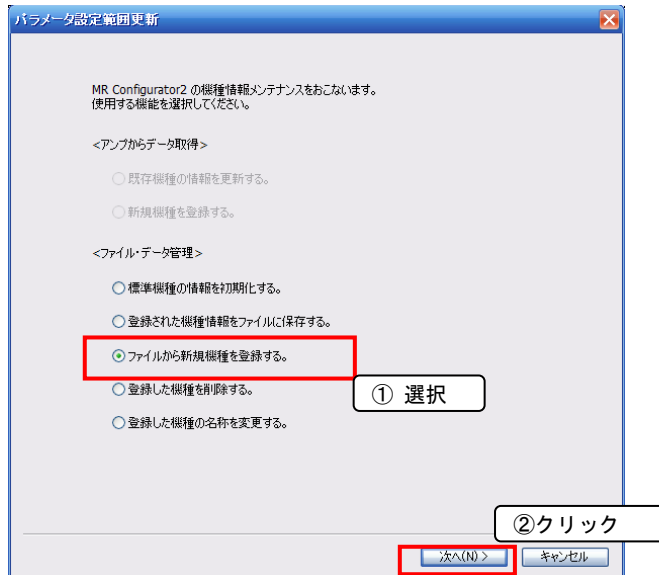 パラメータ設定範囲更新
MR Configurator2 の機種情報メンテナンスをおこないます。
使用する機能を選択してください。
<アンプからデータ取得>
既存機種の情報を更新する。
新規機種を登録する。
<ファイル・データ管理>
標準機種の情報を初期化する。
登録された機種情報をファイルに保存する。
ファイルから新規機種を登録する。
① 選択
登録した機種を削除する。
登録した機種の名称を変更する。
②クリック
次へ(N) >
キャンセル